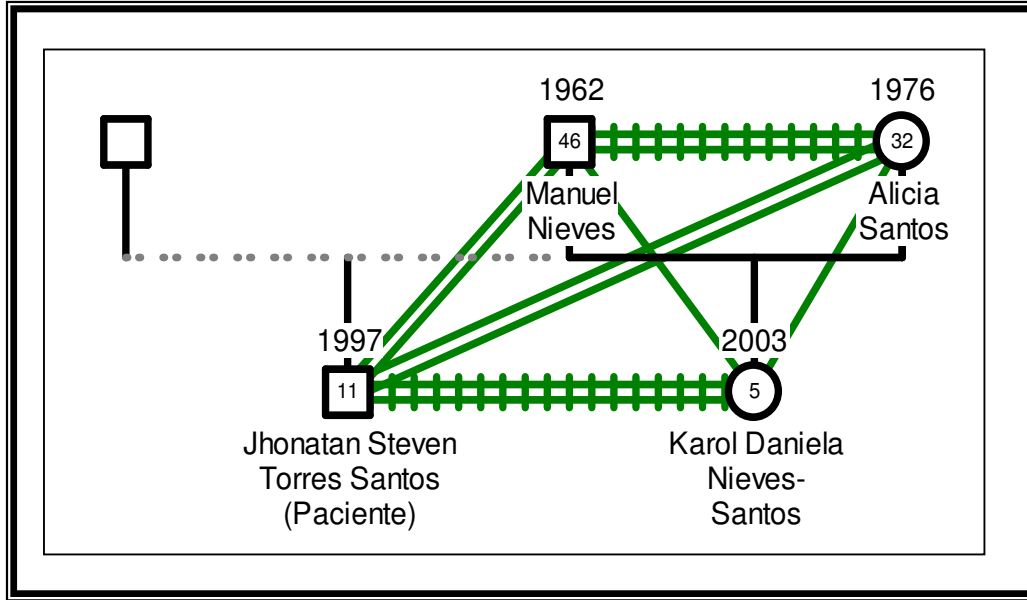 1962
1976
46
32
Manuel
Nieves
Alicia
Santos
1997
2003
11
5
Jhonatan Steven
Torres Santos
(Paciente)
Karol Daniela
Nieves-
Santos